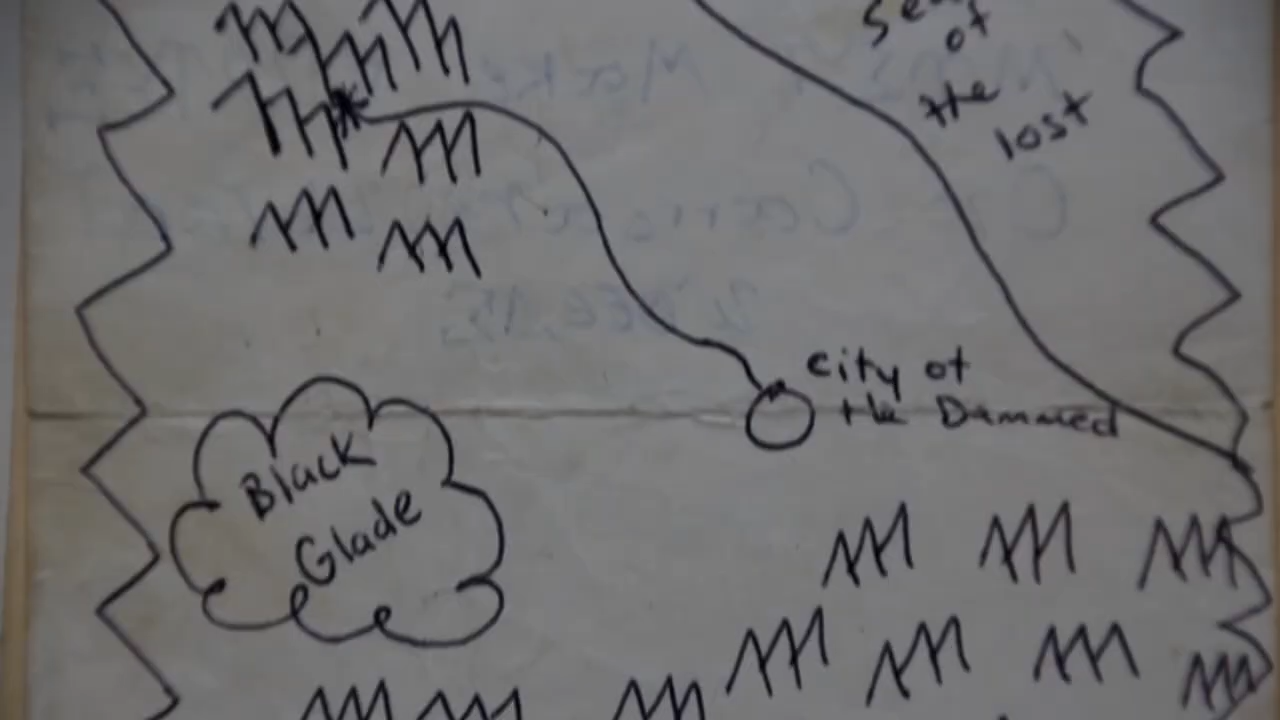 Sea
of
the
lost
City of
the Damned
Black
Glade